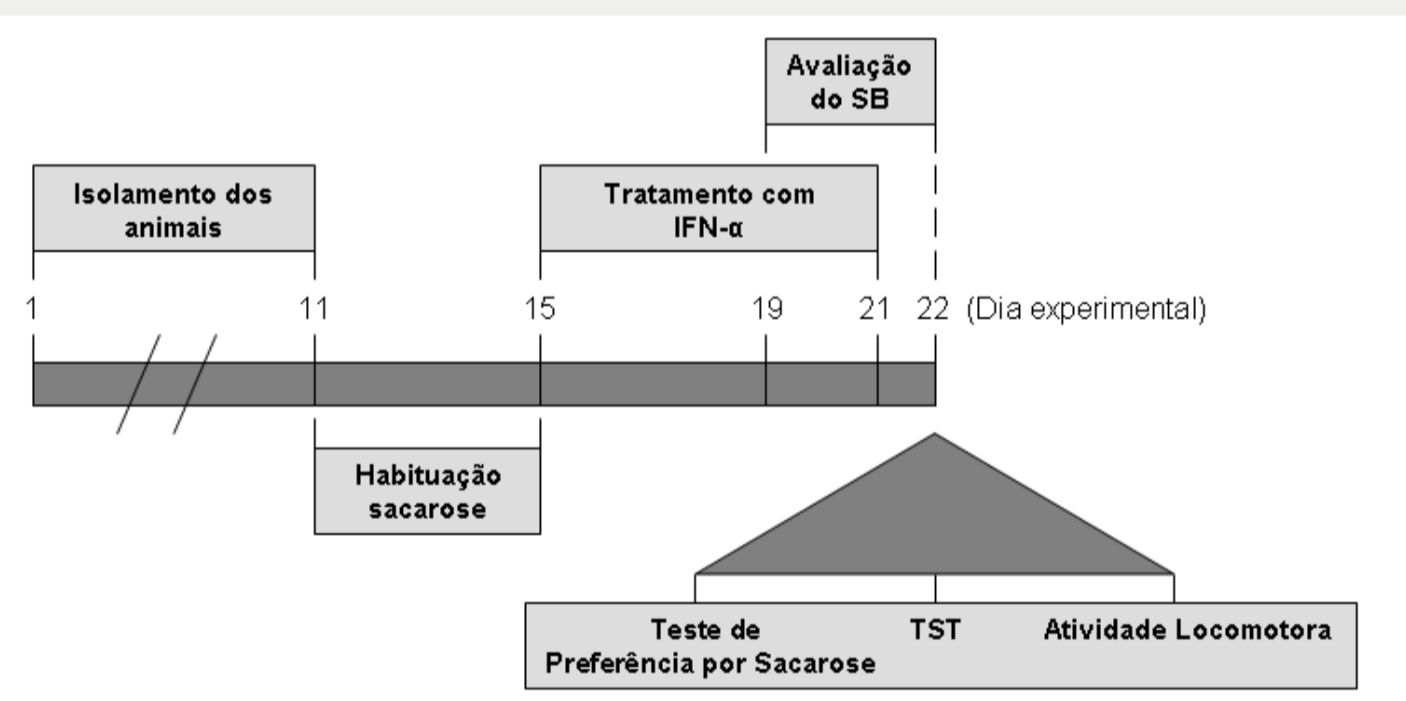 Avaliação
do SB
Isolamento dos
animais
Tratamento com
IFN-α
1 11 15 19 21 22 (Dia experimental)
Habituação
sacarose
Teste de
Preferência por Sacarose
TST
Atividade Locomotora